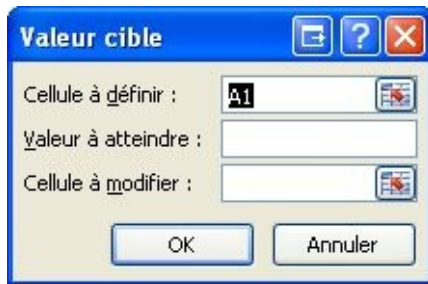 Valeur cible
Cellule à définir : A1
Valeur à atteindre :
Cellule à modifier :
OK Annuler